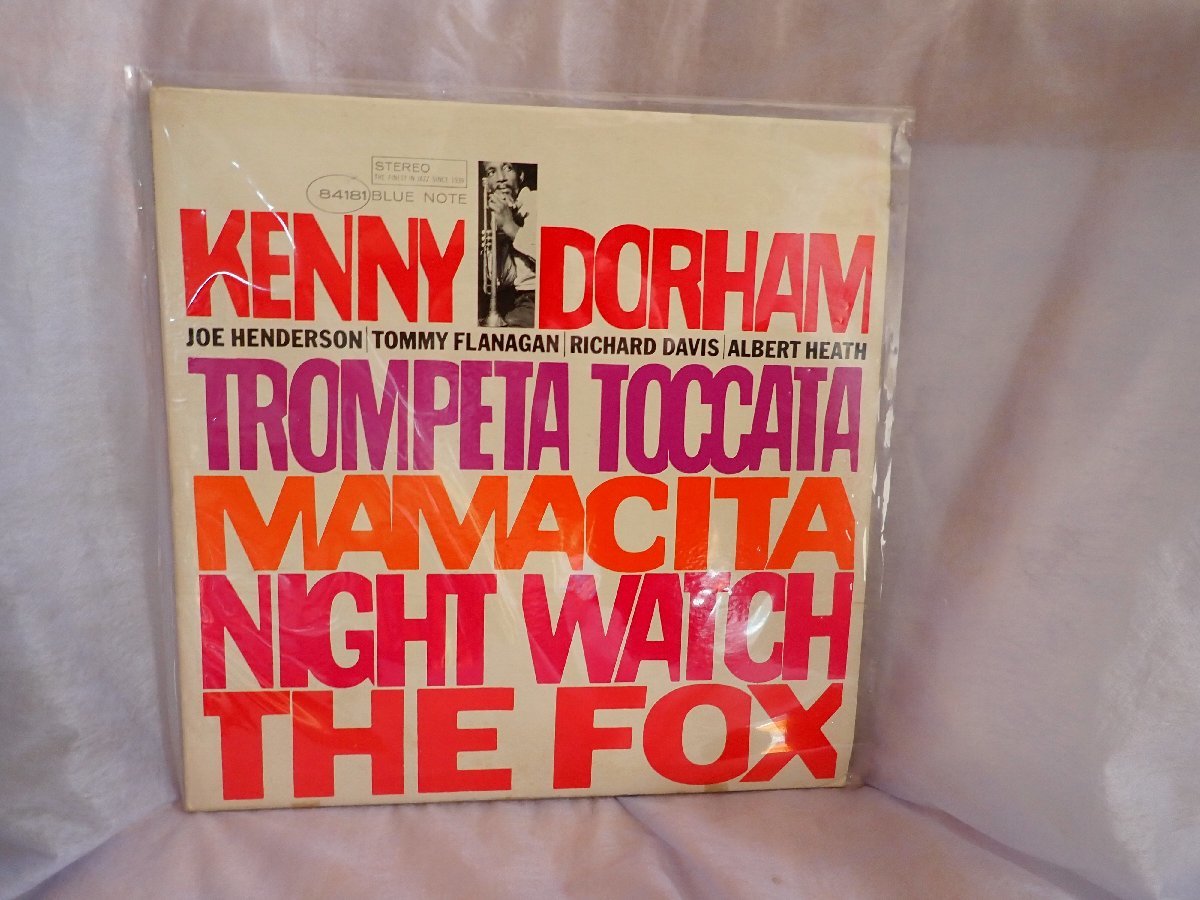 STEREO
THE FINEST IN JAZZ SINCE 1939
84181 BLUE NOTE
KENNY DORHAM
JOE HENDERSON | TOMMY FLANAGAN | RICHARD DAVIS | ALBERT HEATH
TROMPETA TOCCATA
MAMACITA
NIGHT WATCH
THE FOX